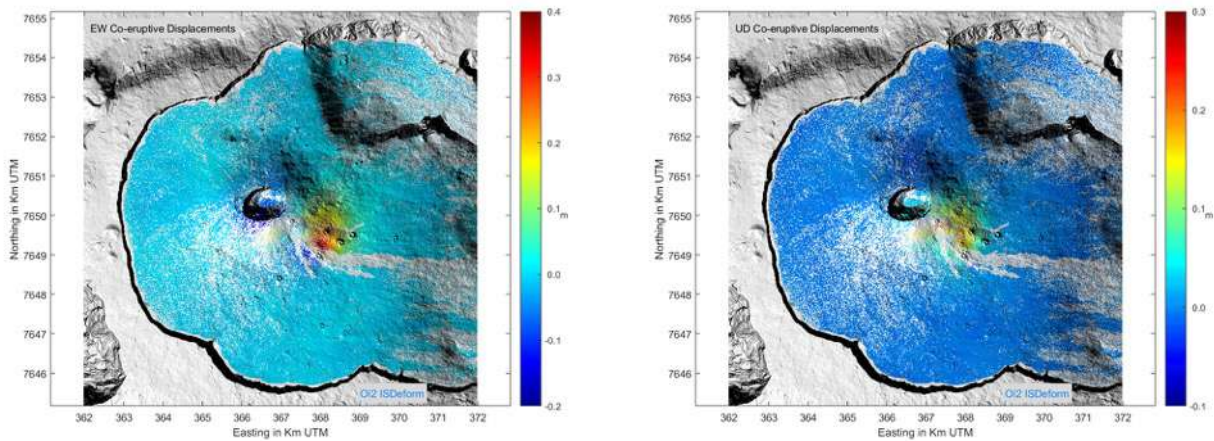 EW Co-eruptive Displacements
7655
7654
7653
7652
7651
7650
7649
7648
7647
7646
Northing in Km UTM
362 363 364 365 366 367 368 369 370 371 372
Easting in Km UTM
Oi2 ISDeform
0.4
0.3
0.2
0.1
0.0
-0.1
-0.2
m
UD Co-eruptive Displacements
7655
7654
7653
7652
7651
7650
7649
7648
7647
7646
Northing in Km UTM
362 363 364 365 366 367 368 369 370 371 372
Easting in Km UTM
Oi2 ISDeform
0.3
0.2
0.1
0.0
-0.1
m